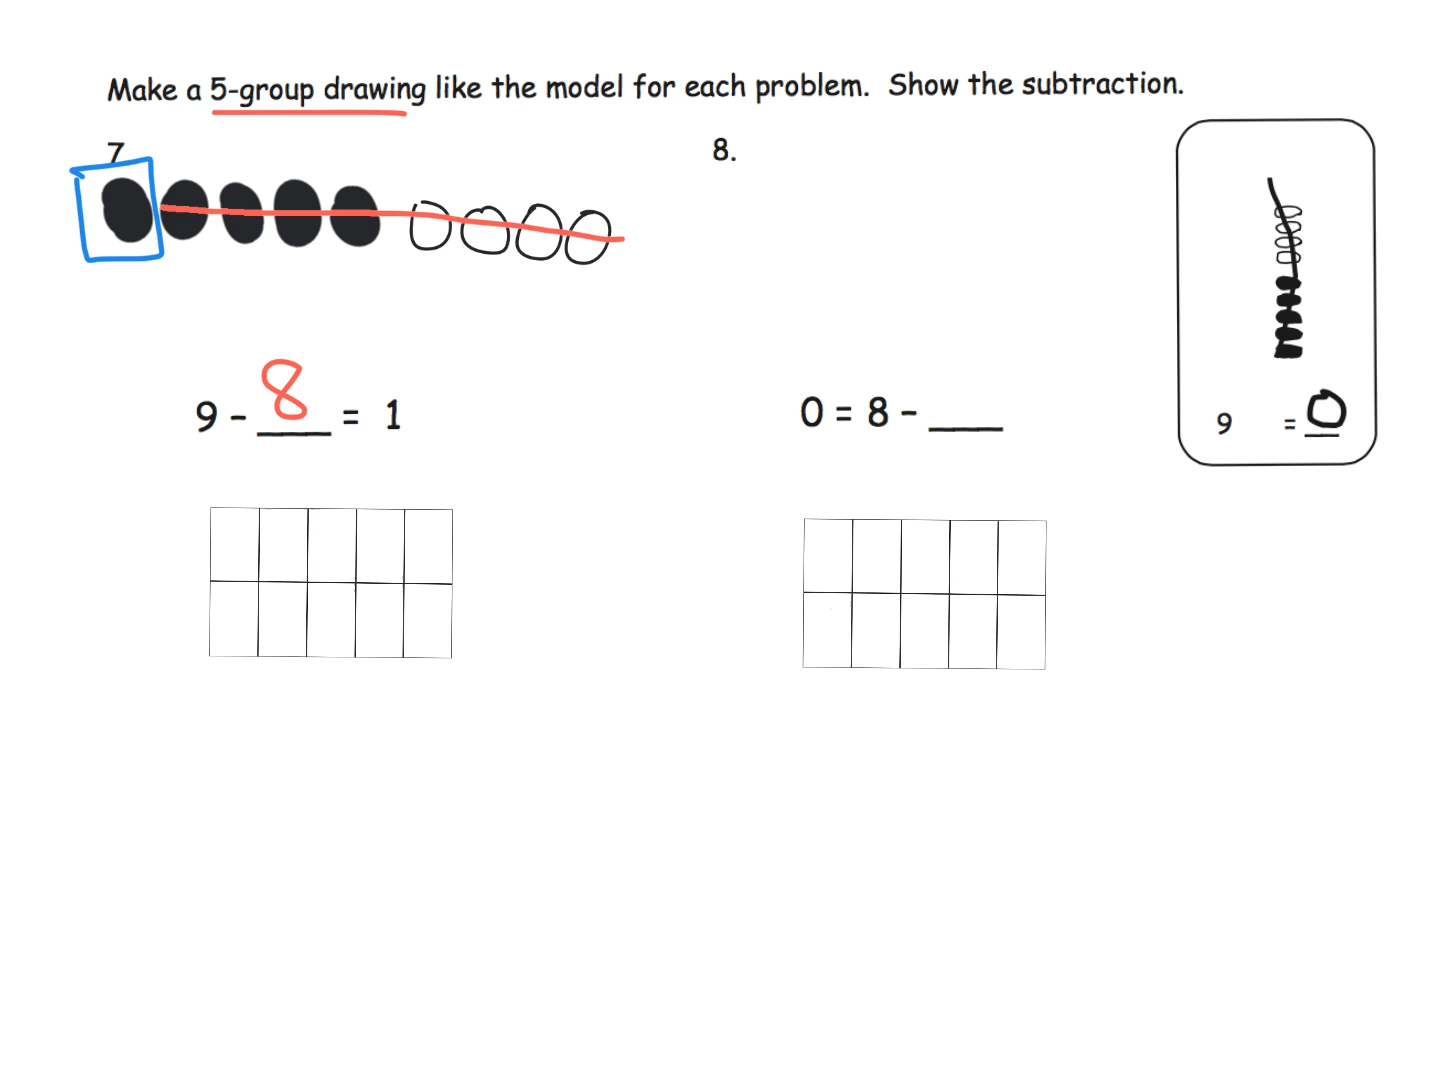 Make a 5-group drawing like the model for each problem. Show the subtraction.
7
8.
9 - 8 = 1
0 = 8 - ___
9 = 0